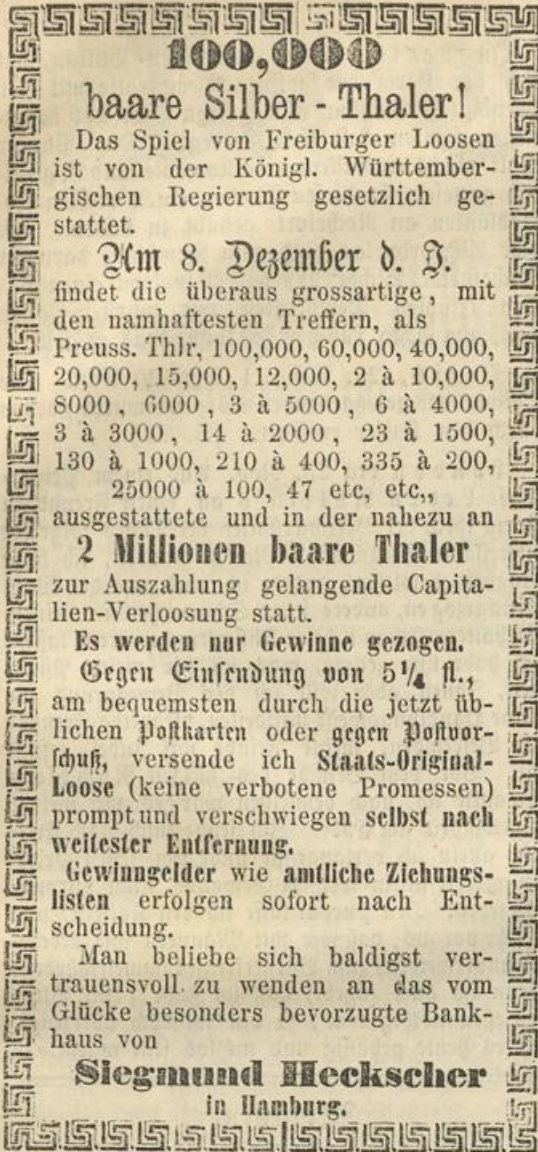 100,000
baare Silber - Thaler!
Das Spiel von Freiburger Loosen
ist von der Königl. Württember-
gischen Regierung gesetzlich ge-
stattet.
Am 8. Dezember d. J.
findet die überaus grossartige, mit
den namhaftesten Treffern, als
Preuss. Thlr, 100,000, 60,000, 40,000,
20,000, 15,000, 12,000, 2 à 10,000,
8000, 6000, 3 à 5000, 6 à 4000,
3 à 3000, 14 à 2000, 23 à 1500,
130 à 1000, 210 à 400, 335 à 200,
25000 à 100, 47 etc, etc,,
ausgestattete und in der nahezu an
2 Millionen baare Thaler
zur Auszahlung gelangende Capita-
lien-Verloosung statt.
Es werden nur Gewinne gezogen.
Gegen Einsendung von 5 1/4 fl.,
am bequemsten durch die jetzt üb-
lichen Postkarten oder gegen Postvor-
schuß, versende ich Staats-Original-
Loose (keine verbotene Promessen)
prompt und verschwiegen selbst nach
weitester Entfernung.
Gewinngelder wie amtliche Ziehungs-
listen erfolgen sofort nach Ent-
scheidung.
Man beliebe sich baldigst ver-
trauensvoll zu wenden an das vom
Glücke besonders bevorzugte Bank-
haus von
Siegmund Heckscher
in Hamburg.